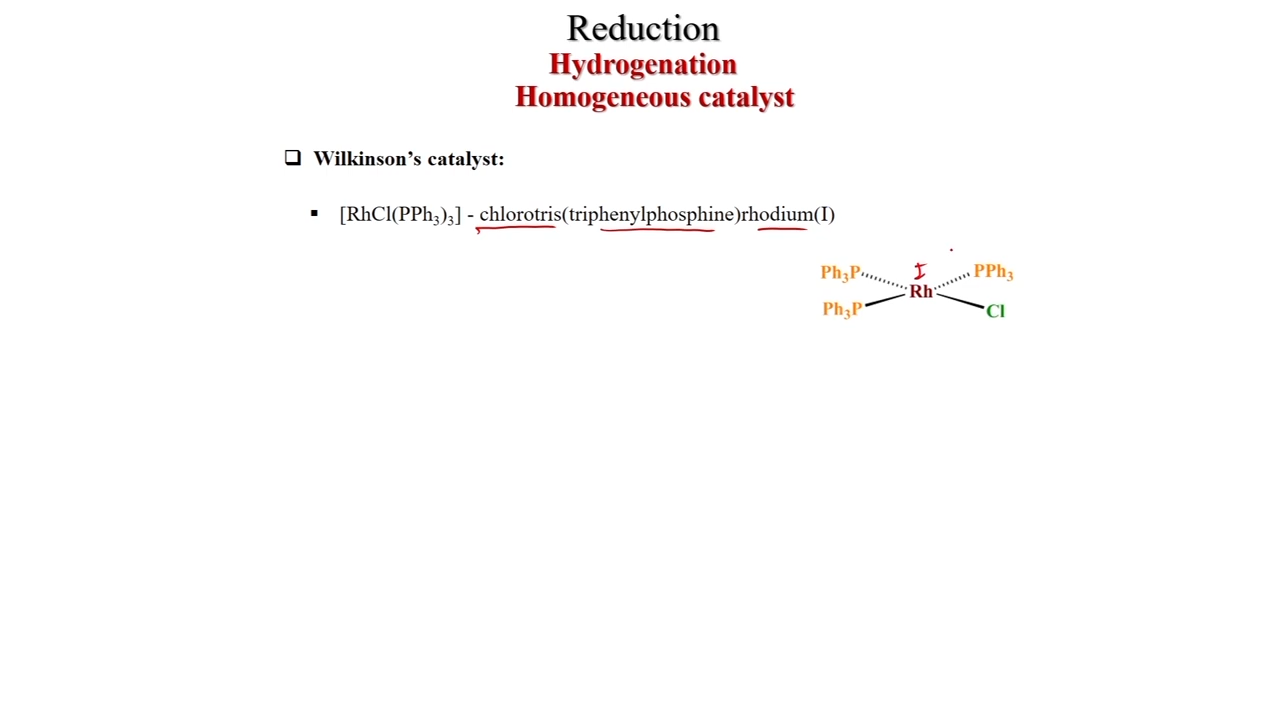 Reduction
Hydrogenation
Homogeneous catalyst
❑ Wilkinson’s catalyst:
▪ [RhCl(PPh₃)₃] - chlorotris(triphenylphosphine)rhodium(I)
I
Ph₃P PPh₃
Rh
Ph₃P Cl